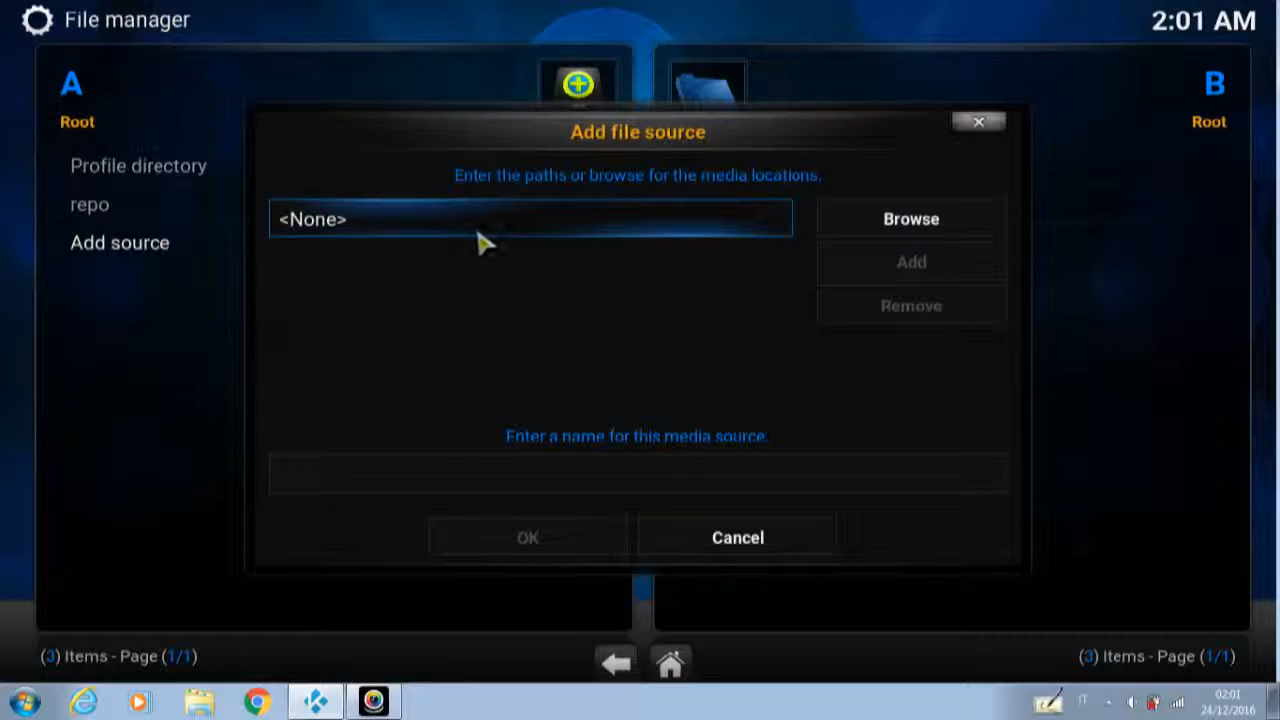 File manager
2:01 AM
A
B
Root
Root
Profile directory
repo
Add source
Add file source
Enter the paths or browse for the media locations.
<None>
Browse
Add
Remove
Enter a name for this media source.
OK
Cancel
(3) Items - Page (1/1)
(3) Items - Page (1/1)
IT
02:01
24/12/2016